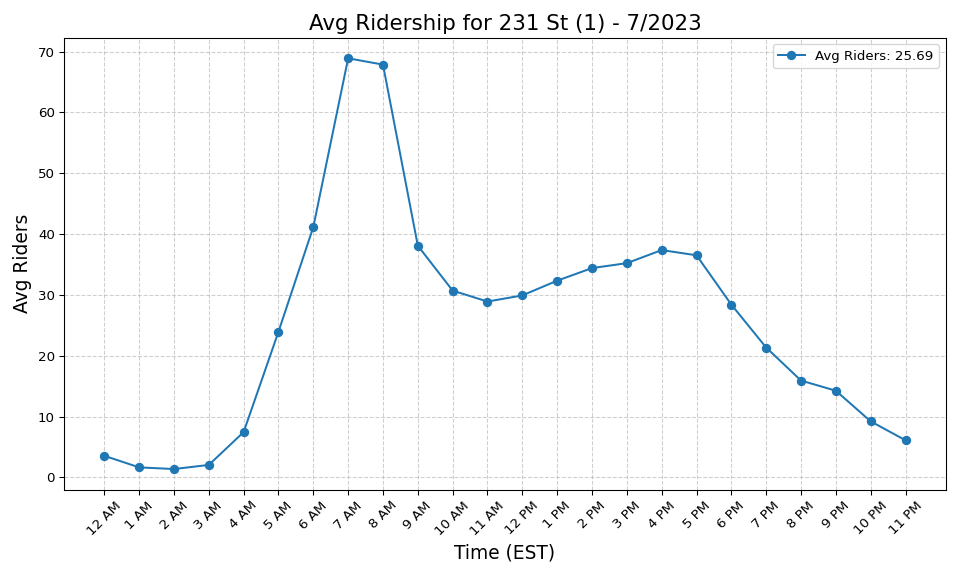 Avg Ridership for 231 St (1) - 7/2023
Avg Riders: 25.69
Avg Riders
70
60
50
40
30
20
10
0
12 AM 1 AM 2 AM 3 AM 4 AM 5 AM 6 AM 7 AM 8 AM 9 AM 10 AM 11 AM 12 PM 1 PM 2 PM 3 PM 4 PM 5 PM 6 PM 7 PM 8 PM 9 PM 10 PM 11 PM
Time (EST)